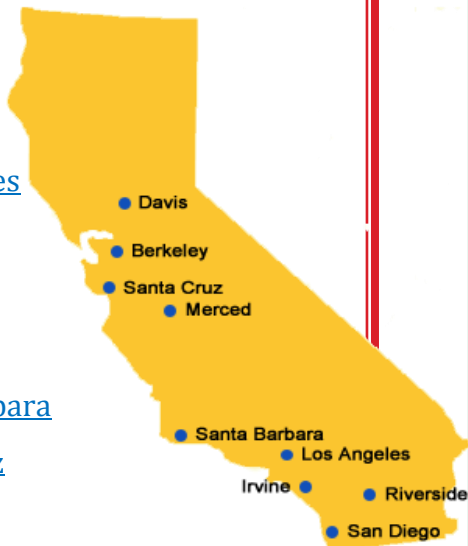 es
Davis
Berkeley
Santa Cruz
Merced
bara
Santa Barbara
Los Angeles
z
Irvine
Riverside
San Diego